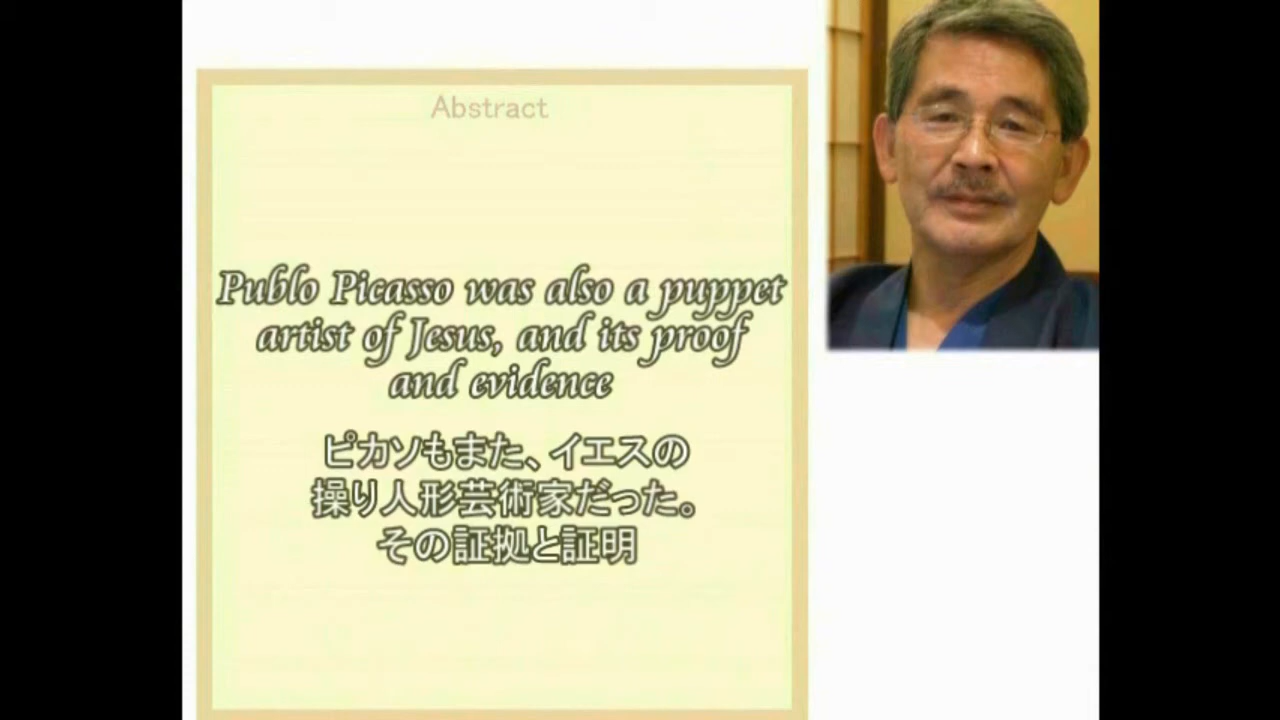 Abstract
Publo Picasso was also a puppet
artist of Jesus, and its proof
and evidence
ピカソもまた、イエスの
操り人形芸術家だった。
その証拠と証明